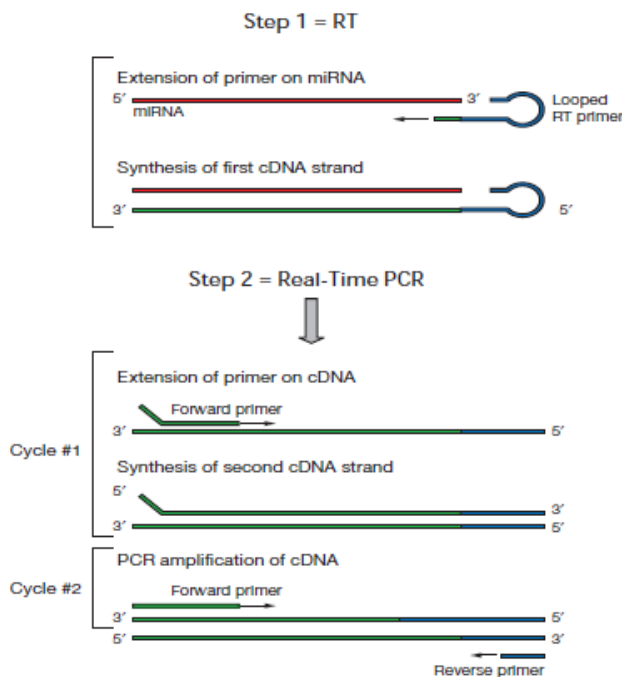 Step 1 = RT
Extension of primer on miRNA
5′ 3′
miRNA
Looped
RT primer
Synthesis of first cDNA strand
3′ 5′
Step 2 = Real-Time PCR
Extension of primer on cDNA
Forward primer
3′ 5′
Cycle #1
Synthesis of second cDNA strand
5′
3′
3′ 5′
PCR amplification of cDNA
Cycle #2
Forward primer
3′ 5′
5′ 3′
Reverse primer